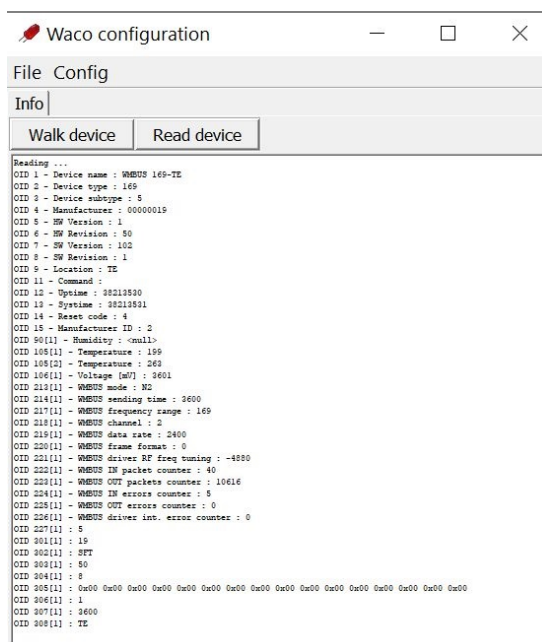 Waco configuration
File Config
Info
Walk device Read device
Reading ...
OID 1 - Device name : WMBUS 169-TE
OID 2 - Device type : 169
OID 3 - Device subtype : 5
OID 4 - Manufacturer : 00000019
OID 5 - HW Version : 1
OID 6 - HW Revision : 50
OID 7 - SW Version : 102
OID 8 - SW Revision : 1
OID 9 - Location : TE
OID 11 - Command :
OID 12 - Uptime : 38213530
OID 13 - Systime : 38213531
OID 14 - Reset code : 4
OID 15 - Manufacturer ID : 2
OID 90[1] - Humidity : <null>
OID 105[1] - Temperature : 199
OID 105[2] - Temperature : 263
OID 106[1] - Voltage [mV] : 3601
OID 213[1] - WMBUS mode : N2
OID 214[1] - WMBUS sending time : 3600
OID 217[1] - WMBUS frequency range : 169
OID 218[1] - WMBUS channel : 2
OID 219[1] - WMBUS data rate : 2400
OID 220[1] - WMBUS frame format : 0
OID 221[1] - WMBUS driver RF freq tuning : -4880
OID 222[1] - WMBUS IN packet counter : 40
OID 223[1] - WMBUS OUT packets counter : 10616
OID 224[1] - WMBUS IN errors counter : 5
OID 225[1] - WMBUS OUT errors counter : 0
OID 226[1] - WMBUS driver int. error counter : 0
OID 227[1] : 5
OID 301[1] : 19
OID 302[1] : SFT
OID 303[1] : 50
OID 304[1] : 8
OID 305[1] : 0x00 0x00 0x00 0x00 0x00 0x00 0x00 0x00 0x00 0x00 0x00 0x00 0x00 0x00 0x00 0x00
OID 306[1] : 1
OID 307[1] : 3600
OID 308[1] : TE